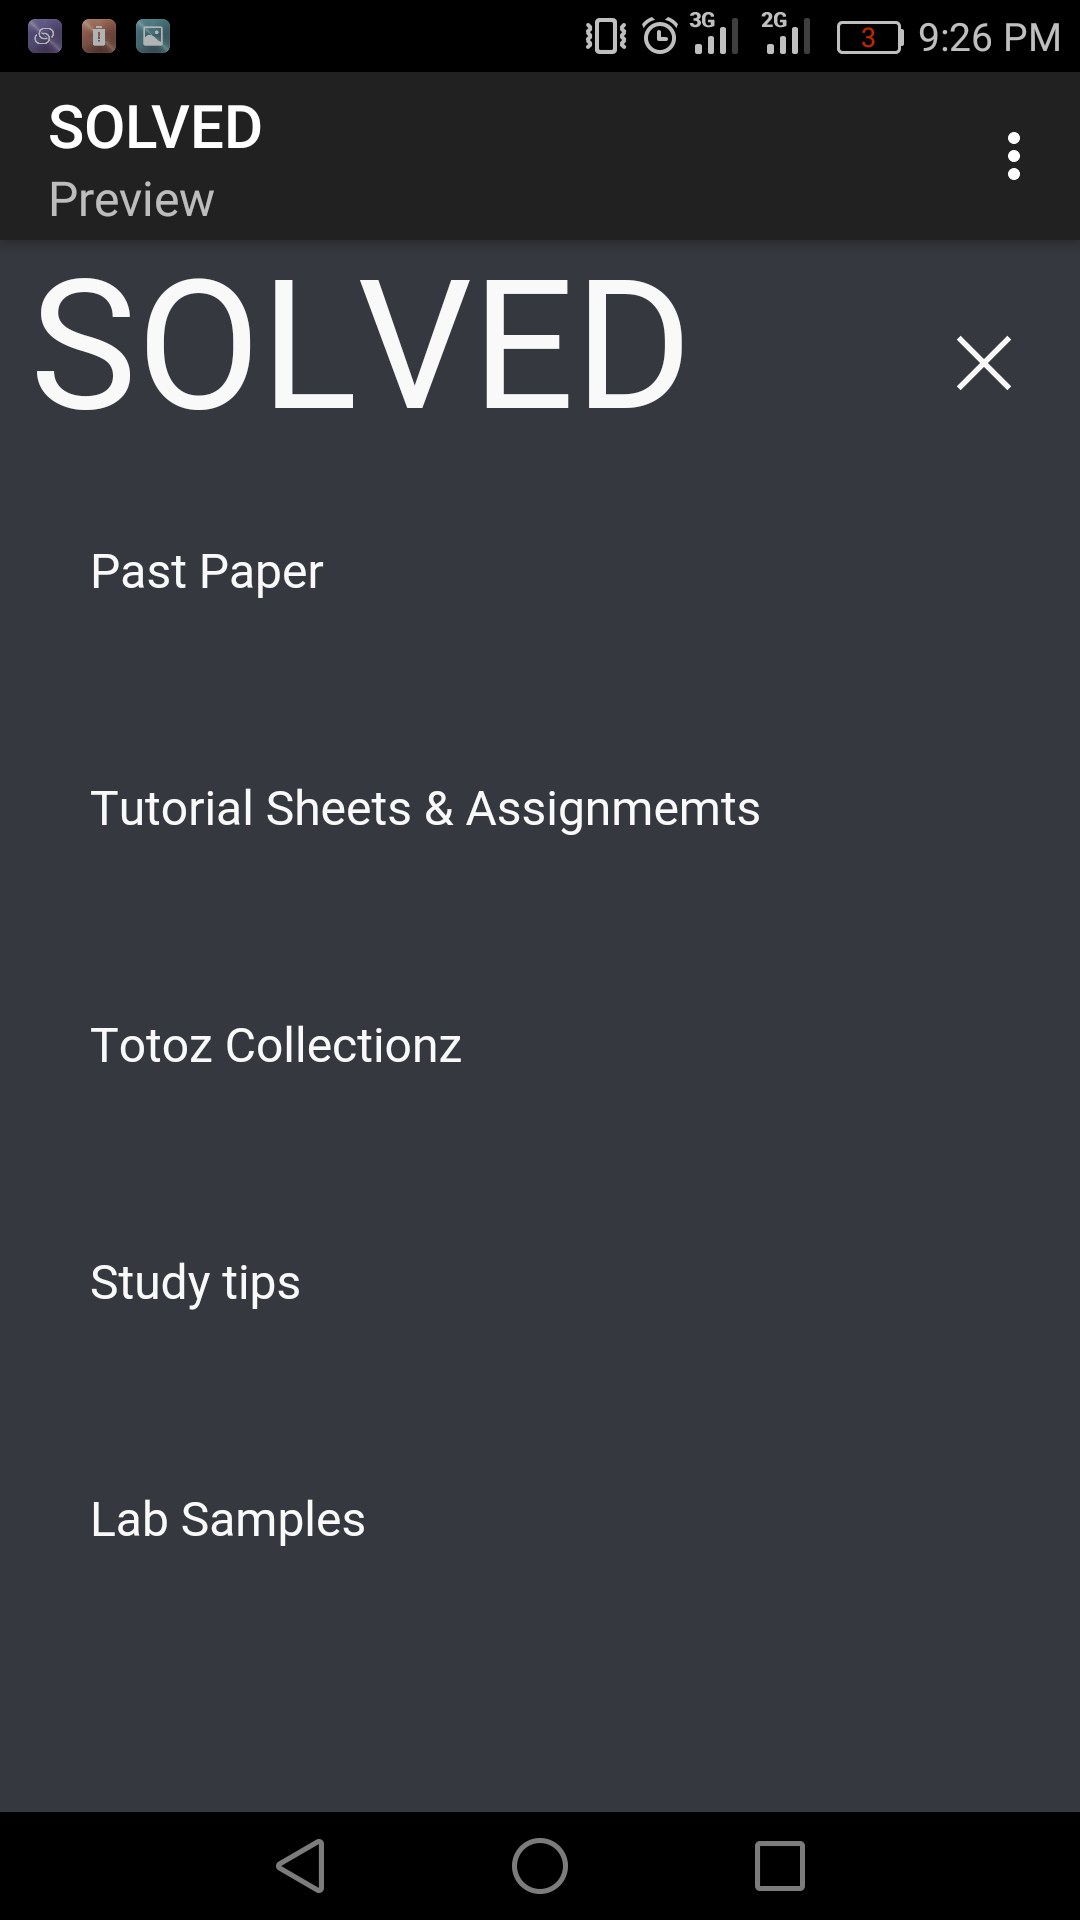 3G 2G 3 9:26 PM
SOLVED
Preview
SOLVED
Past Paper
Tutorial Sheets & Assignmemts
Totoz Collectionz
Study tips
Lab Samples